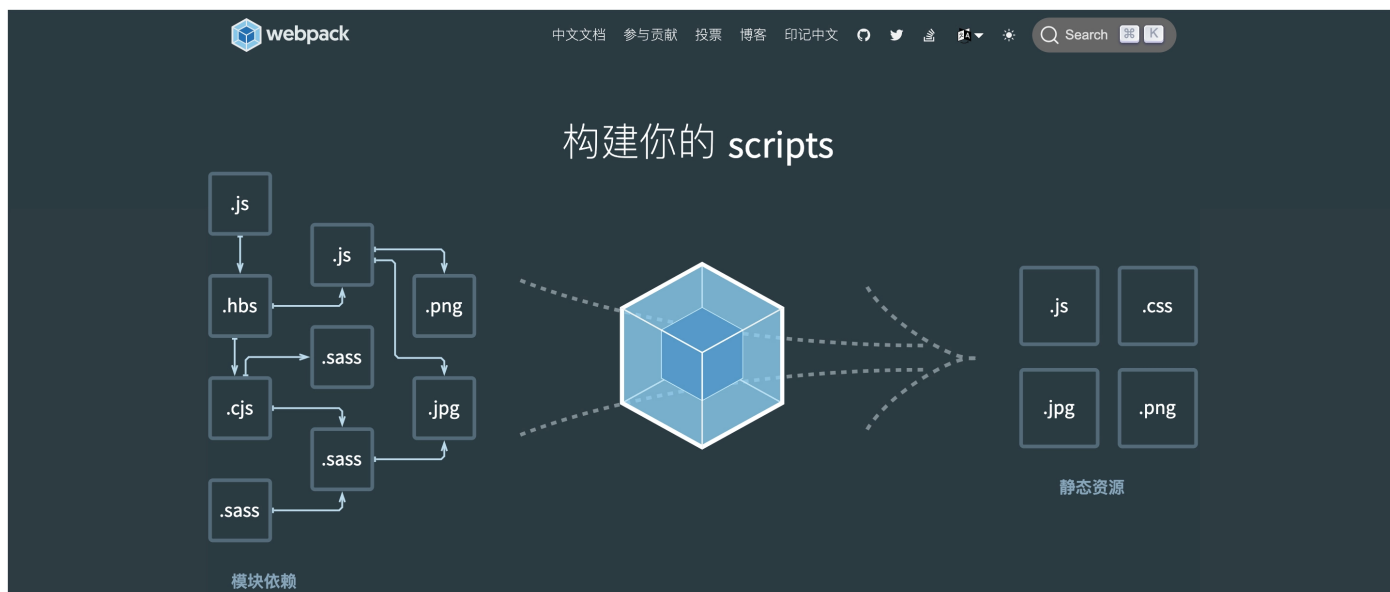 webpack
中文文档 参与贡献 投票 博客 印记中文 Search ⌘ K
构建你的 scripts
.js
.js
.hbs
.png
.sass
.cjs
.jpg
.sass
.sass
模块依赖
.js .css
.jpg .png
静态资源